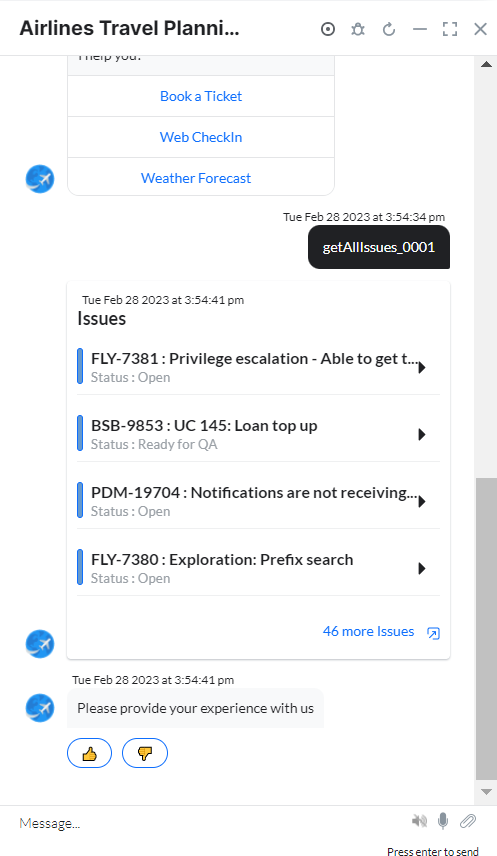 Airlines Travel Planni...
I help you?
Book a Ticket
Web CheckIn
Weather Forecast
Tue Feb 28 2023 at 3:54:34 pm
getAllIssues_0001
Tue Feb 28 2023 at 3:54:41 pm
Issues
FLY-7381 : Privilege escalation - Able to get t...
Status : Open
BSB-9853 : UC 145: Loan top up
Status : Ready for QA
PDM-19704 : Notifications are not receiving...
Status : Open
FLY-7380 : Exploration: Prefix search
Status : Open
46 more Issues
Tue Feb 28 2023 at 3:54:41 pm
Please provide your experience with us
Message...
Press enter to send